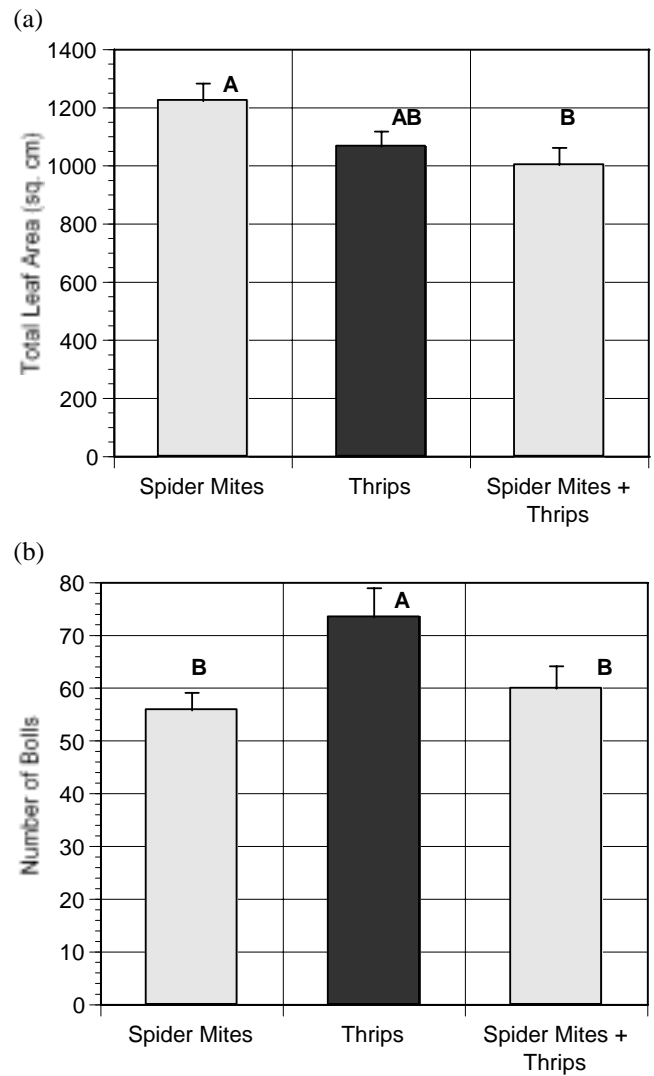 (a)
1400
1200
1000
800
600
400
200
0
Total Leaf Area (sq. cm)
A
AB
B
Spider Mites
Thrips
Spider Mites +
Thrips
(b)
80
70
60
50
40
30
20
10
0
Number of Bolls
B
A
B
Spider Mites
Thrips
Spider Mites +
Thrips